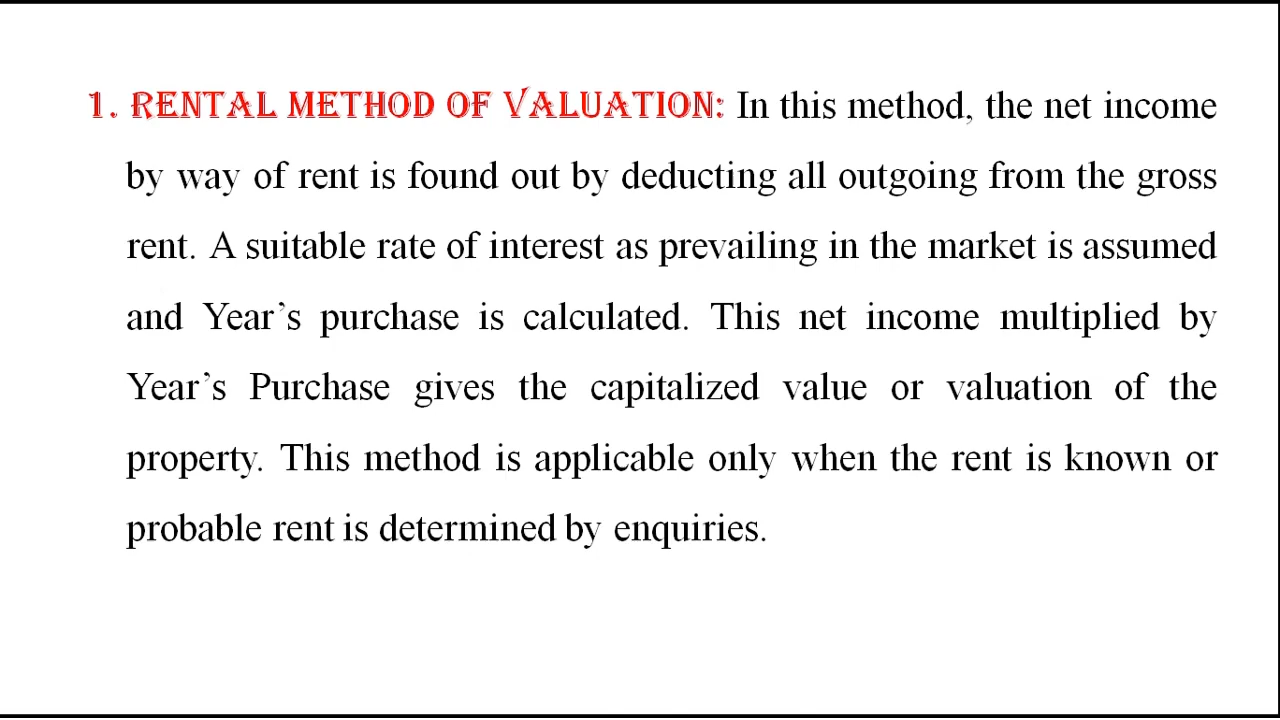 1. RENTAL METHOD OF VALUATION: In this method, the net income
by way of rent is found out by deducting all outgoing from the gross
rent. A suitable rate of interest as prevailing in the market is assumed
and Year’s purchase is calculated. This net income multiplied by
Year’s Purchase gives the capitalized value or valuation of the
property. This method is applicable only when the rent is known or
probable rent is determined by enquiries.